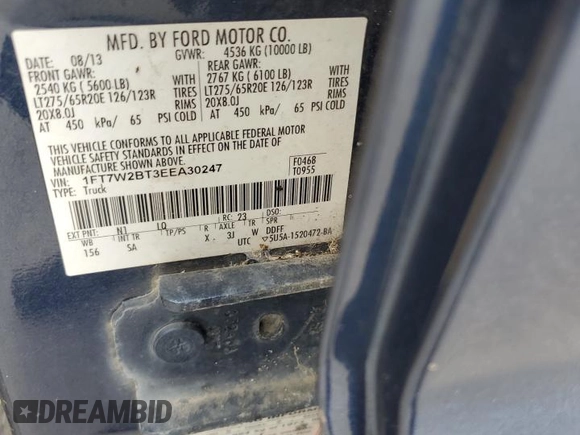 MFD. BY FORD MOTOR CO.
DATE: 08/13 GVWR: 4536 KG (10000 LB)
FRONT GAWR: REAR GAWR:
2540 KG ( 5600 LB) 2767 KG ( 6100 LB)
LT275/65R20E 126/123R TIRES LT275/65R20E 126/123R TIRES
20X8.0J RIMS 20X8.0J RIMS
AT 450 kPa/ 65 PSI COLD AT 450 kPa/ 65 PSI COLD
THIS VEHICLE CONFORMS TO ALL APPLICABLE FEDERAL MOTOR
VEHICLE SAFETY STANDARDS IN EFFECT ON THE DATE OF
MANUFACTURE SHOWN ABOVE.
VIN: 1FT7W2BT3EEA30247 F0468
TYPE: Truck T0955
EXT PNT: N1 LQ RC: 23 DSO:
WB INT TR TP/PS R AXLE TR SPR
156 SA X 3J W DDFF
UTC 5U5A-1520472-BA
DREAMBID